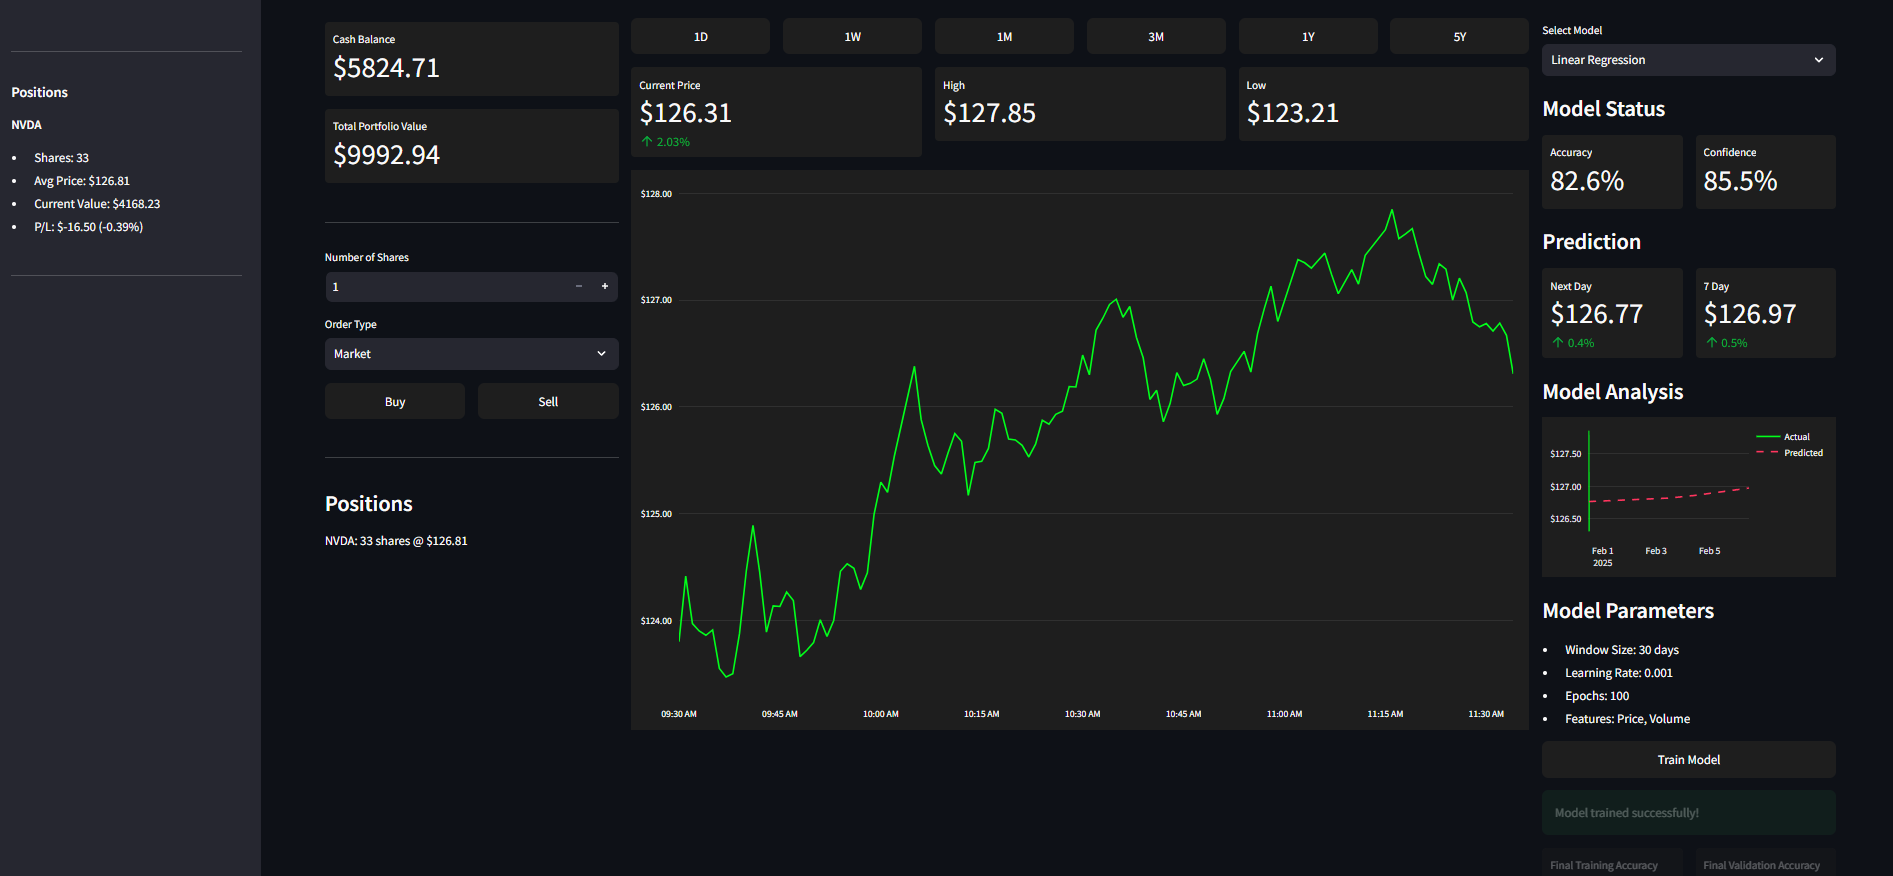 Positions
NVDA
Shares: 33
Avg Price: $126.81
Current Value: $4168.23
P/L: $-16.50 (-0.39%)
Cash Balance
$5824.71
Total Portfolio Value
$9992.94
Number of Shares
1
Order Type
Market
Buy Sell
Positions
NVDA: 33 shares @ $126.81
1D 1W 1M 3M 1Y 5Y
Current Price
$126.31
↑ 2.03%
High
$127.85
Low
$123.21
$128.00
$127.00
$126.00
$125.00
$124.00
09:30 AM 09:45 AM 10:00 AM 10:15 AM 10:30 AM 10:45 AM 11:00 AM 11:15 AM 11:30 AM
Select Model
Linear Regression
Model Status
Accuracy
82.6%
Confidence
85.5%
Prediction
Next Day
$126.77
↑ 0.4%
7 Day
$126.97
↑ 0.5%
Model Analysis
Actual
Predicted
$127.50
$127.00
$126.50
Feb 1 Feb 3 Feb 5
2025
Model Parameters
Window Size: 30 days
Learning Rate: 0.001
Epochs: 100
Features: Price, Volume
Train Model
Model trained successfully!
Final Training Accuracy Final Validation Accuracy